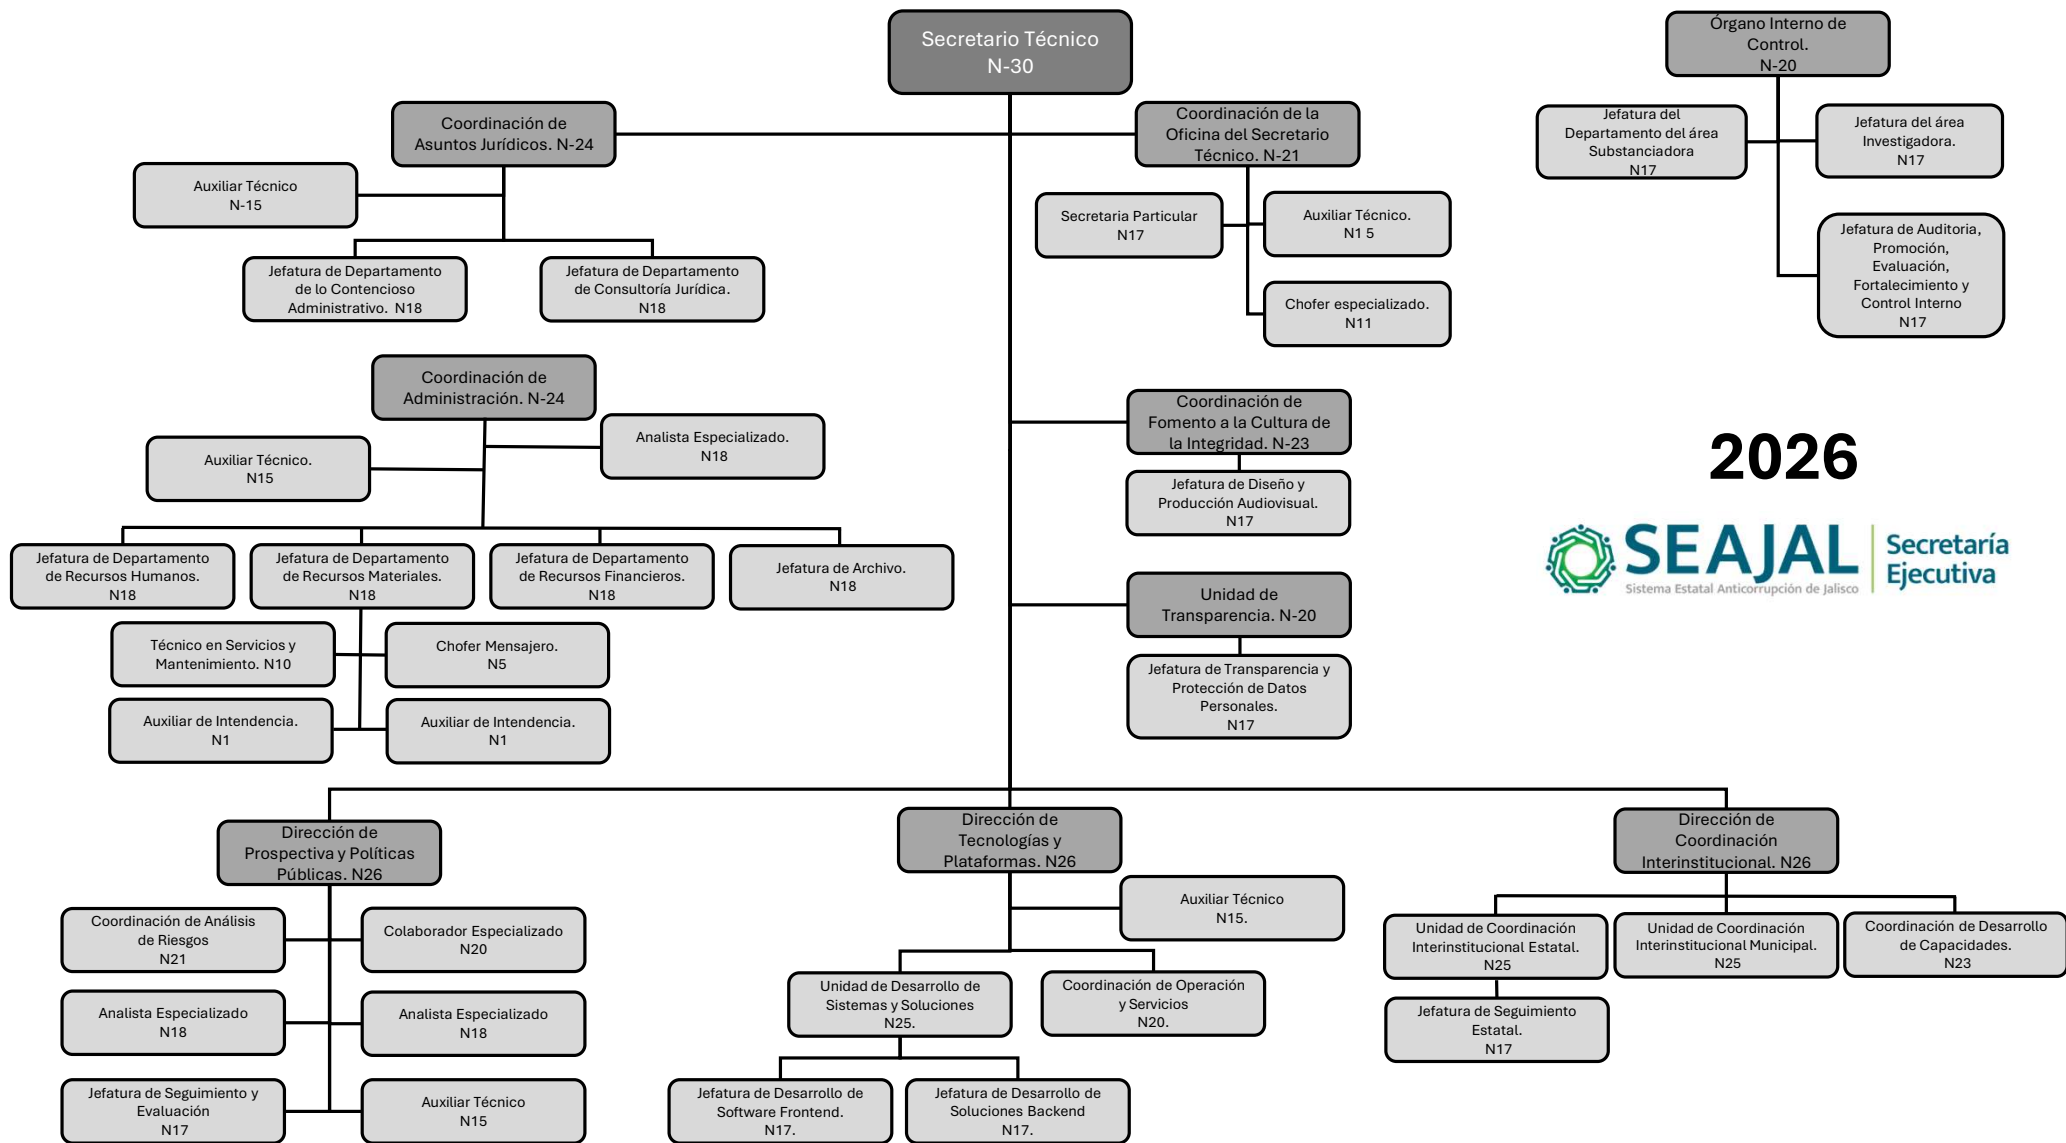 Secretario Técnico
N-30
Órgano Interno de
Control.
N-20
Coordinación de
Asuntos Jurídicos. N-24
Coordinación de la
Oficina del Secretario
Técnico. N-21
Jefatura del
Departamento del área
Substanciadora
N17
Jefatura del área
Investigadora.
N17
Auxiliar Técnico
N-15
Secretaria Particular
N17
Auxiliar Técnico.
N1 5
Jefatura de Auditoria,
Promoción,
Evaluación,
Fortalecimiento y
Control Interno
N17
Jefatura de Departamento
de lo Contencioso
Administrativo. N18
Jefatura de Departamento
de Consultoría Jurídica.
N18
Chofer especializado.
N11
Coordinación de
Administración. N-24
Coordinación de
Fomento a la Cultura de
la Integridad. N-23
Analista Especializado.
N18
Auxiliar Técnico.
N15
2026
Jefatura de Diseño y
Producción Audiovisual.
N17
SEAJAL
Sistema Estatal Anticorrupción de Jalisco
Secretaría
Ejecutiva
Jefatura de Departamento
de Recursos Humanos.
N18
Jefatura de Departamento
de Recursos Materiales.
N18
Jefatura de Departamento
de Recursos Financieros.
N18
Jefatura de Archivo.
N18
Unidad de
Transparencia. N-20
Técnico en Servicios y
Mantenimiento. N10
Chofer Mensajero.
N5
Jefatura de Transparencia y
Protección de Datos
Personales.
N17
Auxiliar de Intendencia.
N1
Auxiliar de Intendencia.
N1
Dirección de
Prospectiva y Políticas
Públicas. N26
Dirección de
Tecnologías y
Plataformas. N26
Dirección de
Coordinación
Interinstitucional. N26
Coordinación de Análisis
de Riesgos
N21
Colaborador Especializado
N20
Auxiliar Técnico
N15.
Unidad de Coordinación
Interinstitucional Estatal.
N25
Unidad de Coordinación
Interinstitucional Municipal.
N25
Coordinación de Desarrollo
de Capacidades.
N23
Analista Especializado
N18
Analista Especializado
N18
Unidad de Desarrollo de
Sistemas y Soluciones
N25.
Coordinación de Operación
y Servicios
N20.
Jefatura de Seguimiento
Estatal.
N17
Jefatura de Seguimiento y
Evaluación
N17
Auxiliar Técnico
N15
Jefatura de Desarrollo de
Software Frontend.
N17.
Jefatura de Desarrollo de
Soluciones Backend
N17.